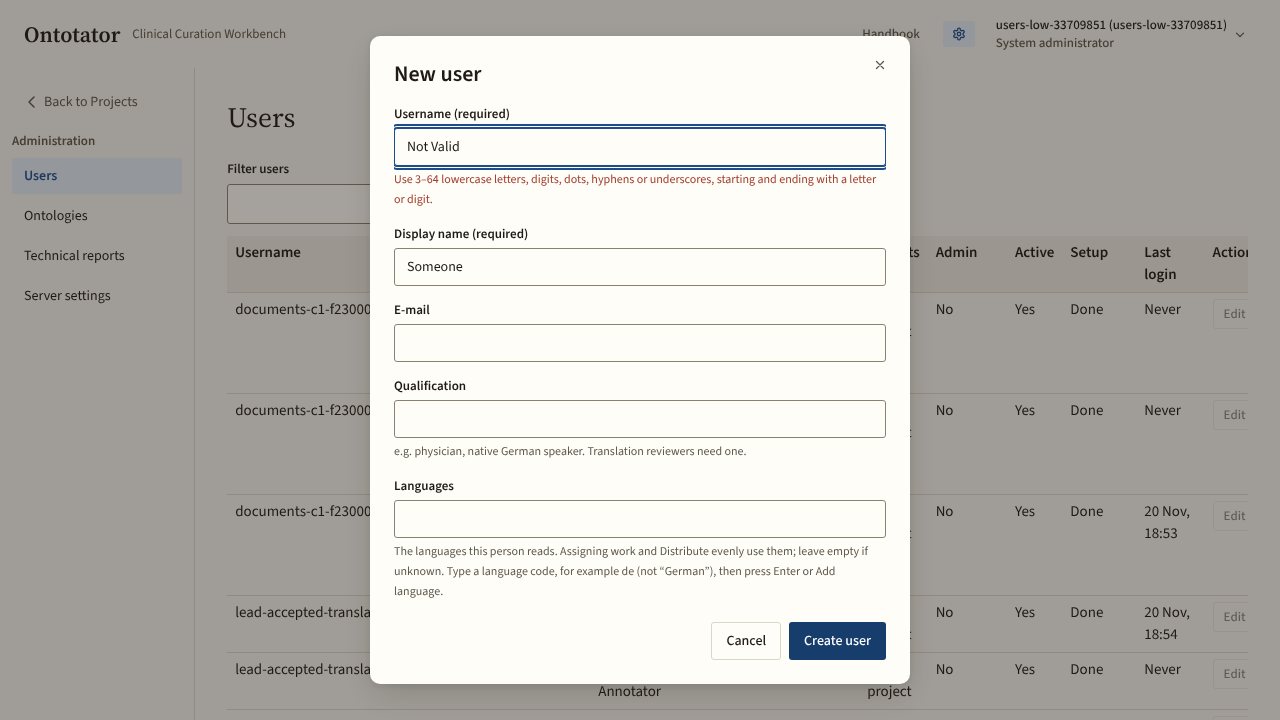 Ontotator Clinical Curation Workbench Handbook users-low-33709851 (users-low-33709851)
System administrator
Back to Projects
Administration
Users
Ontologies
Technical reports
Server settings
Users
Filter users
Username Admin Active Setup Last login
documents-c1-f23000 No Yes Done Never Edit
documents-c1-f23000 No Yes Done Never Edit
documents-c1-f23000 No Yes Done 20 Nov, 18:53 Edit
lead-accepted-transla No Yes Done 20 Nov, 18:54 Edit
lead-accepted-transla No Yes Done Never Edit
Annotator project
New user
Username (required)
Not Valid
Use 3–64 lowercase letters, digits, dots, hyphens or underscores, starting and ending with a letter
or digit.
Display name (required)
Someone
E-mail
Qualification
e.g. physician, native German speaker. Translation reviewers need one.
Languages
The languages this person reads. Assigning work and Distribute evenly use them; leave empty if
unknown. Type a language code, for example de (not “German”), then press Enter or Add
language.
Cancel Create user